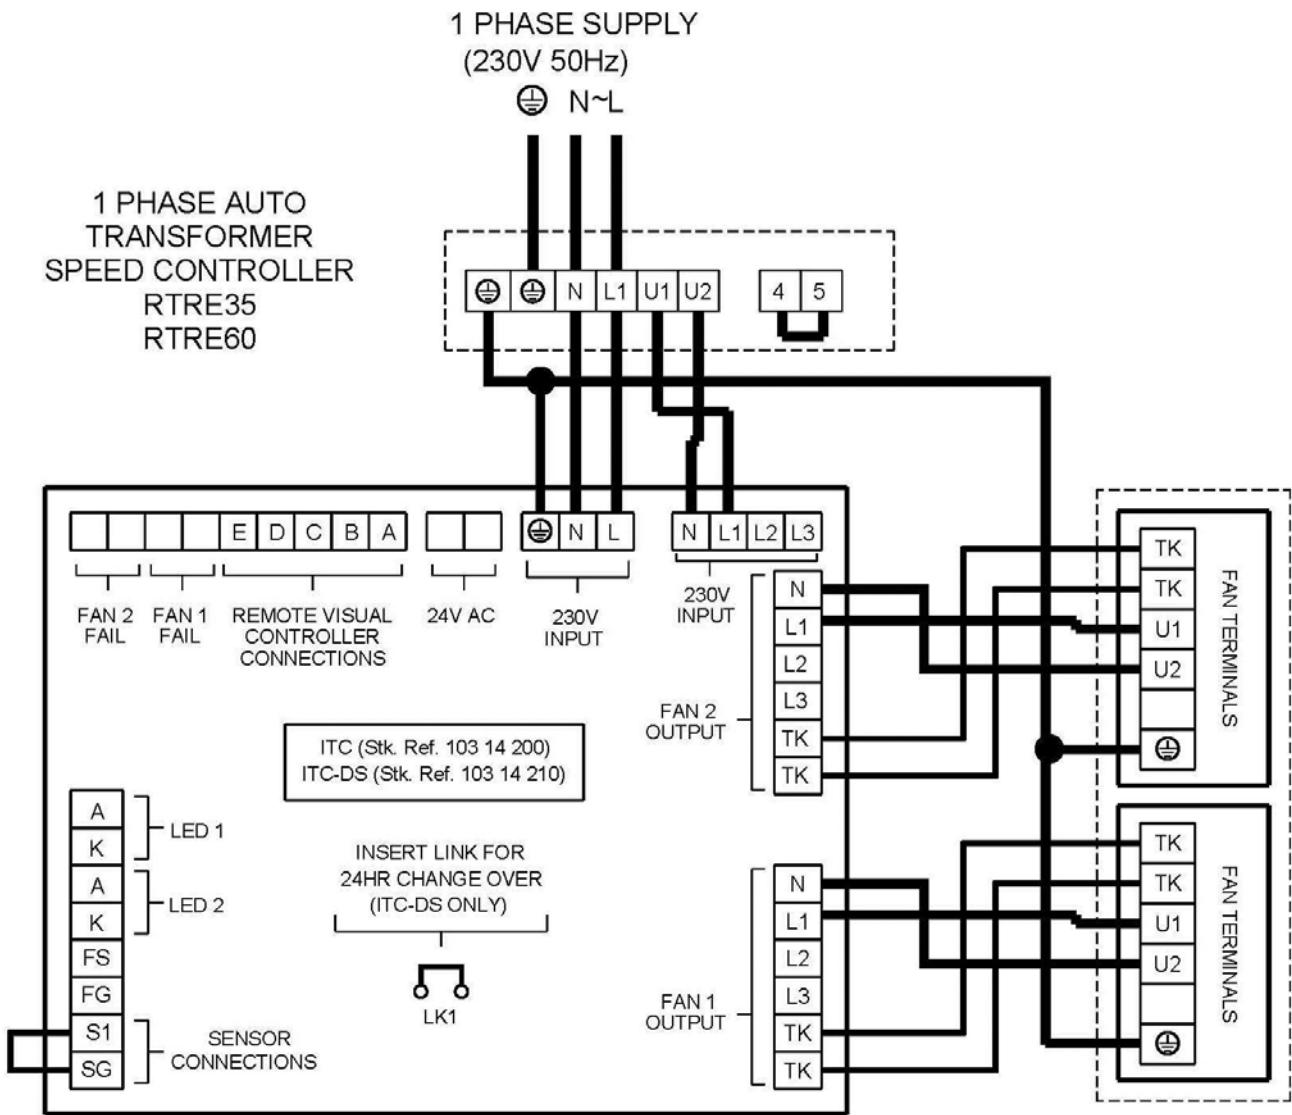 1 PHASE SUPPLY
(230V 50Hz)
N~L
1 PHASE AUTO
TRANSFORMER
SPEED CONTROLLER
RTRE35
RTRE60
N L1 U1 U2 4 5
E D C B A
N L
N L1 L2 L3
FAN 2
FAIL
FAN 1
FAIL
REMOTE VISUAL
CONTROLLER
CONNECTIONS
24V AC
230V
INPUT
230V
INPUT
N
L1
L2
L3
TK
TK
FAN 2
OUTPUT
TK
TK
U1
U2
FAN TERMINALS
ITC (Stk. Ref. 103 14 200)
ITC-DS (Stk. Ref. 103 14 210)
A
K
LED 1
A
K
LED 2
FS
FG
S1
SG
SENSOR
CONNECTIONS
INSERT LINK FOR
24HR CHANGE OVER
(ITC-DS ONLY)
LK1
N
L1
L2
L3
TK
TK
FAN 1
OUTPUT
TK
TK
U1
U2
FAN TERMINALS